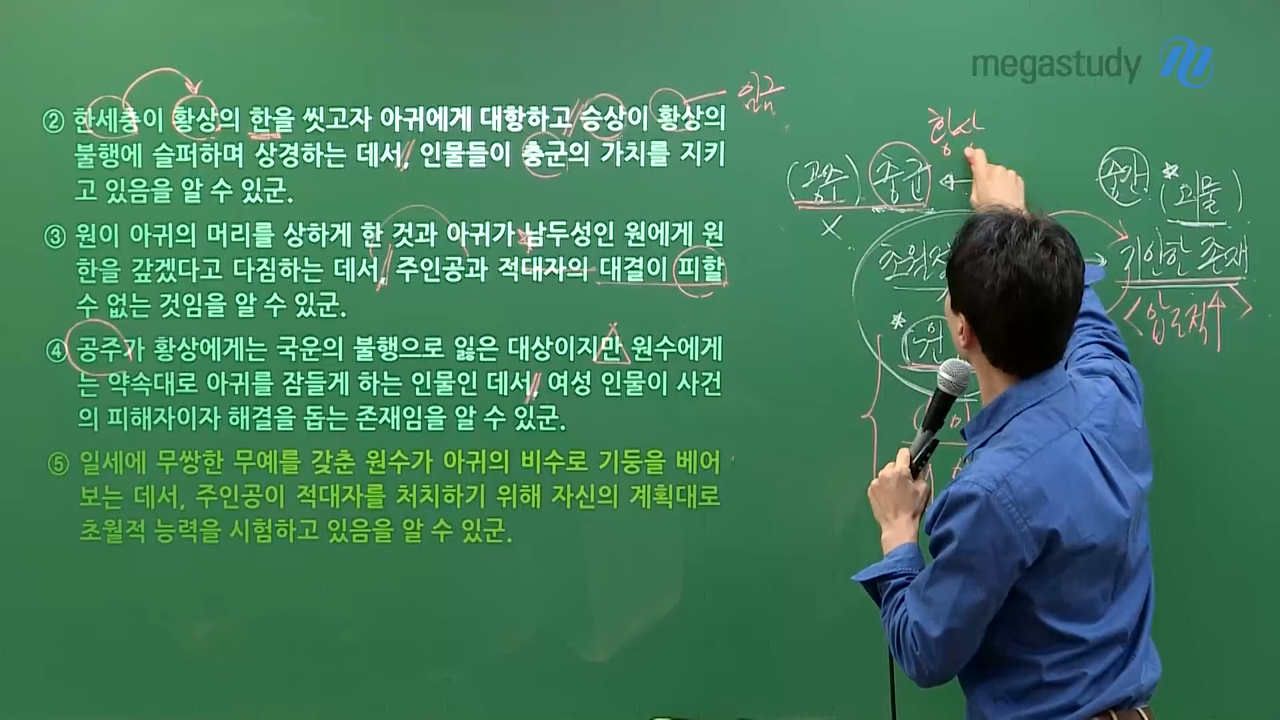 megastudy
② 한세충이 황상의 한을 씻고자 아귀에게 대항하고 승상이 황상의
불행에 슬퍼하며 상경하는 데서, 인물들이 충군의 가치를 지키
고 있음을 알 수 있군.
③ 원이 아귀의 머리를 상하게 한 것과 아귀가 남두성인 원에게 원
한을 갚겠다고 다짐하는 데서, 주인공과 적대자의 대결이 피할
수 없는 것임을 알 수 있군.
④ 공주가 황상에게는 국운의 불행으로 잃은 대상이지만 원수에게
는 약속대로 아귀를 잠들게 하는 인물인 데서, 여성 인물이 사건
의 피해자이자 해결을 돕는 존재임을 알 수 있군.
⑤ 일세에 무쌍한 무예를 갖춘 원수가 아귀의 비수로 기둥을 베어
보는 데서, 주인공이 적대자를 처치하기 위해 자신의 계획대로
초월적 능력을 시험하고 있음을 알 수 있군.
임금
황상
(공주)
(괴물)
초월적
기이한 존재
원